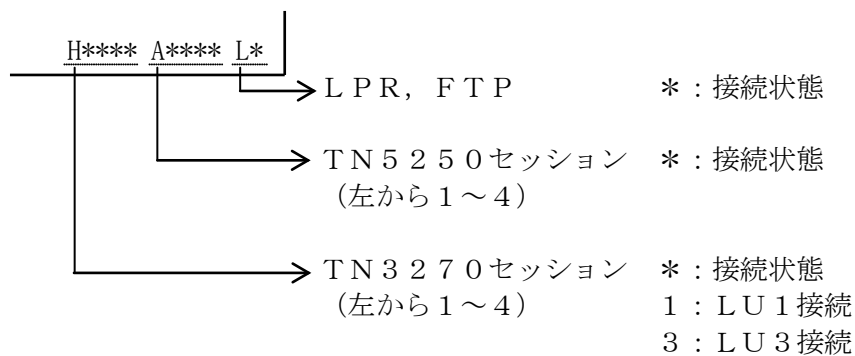 H**** A**** L*
ＬＰＲ，ＦＴＰ　＊：接続状態
ＴＮ５２５０セッション　＊：接続状態
（左から１～４）
ＴＮ３２７０セッション　＊：接続状態
（左から１～４）　１：ＬＵ１接続
３：ＬＵ３接続